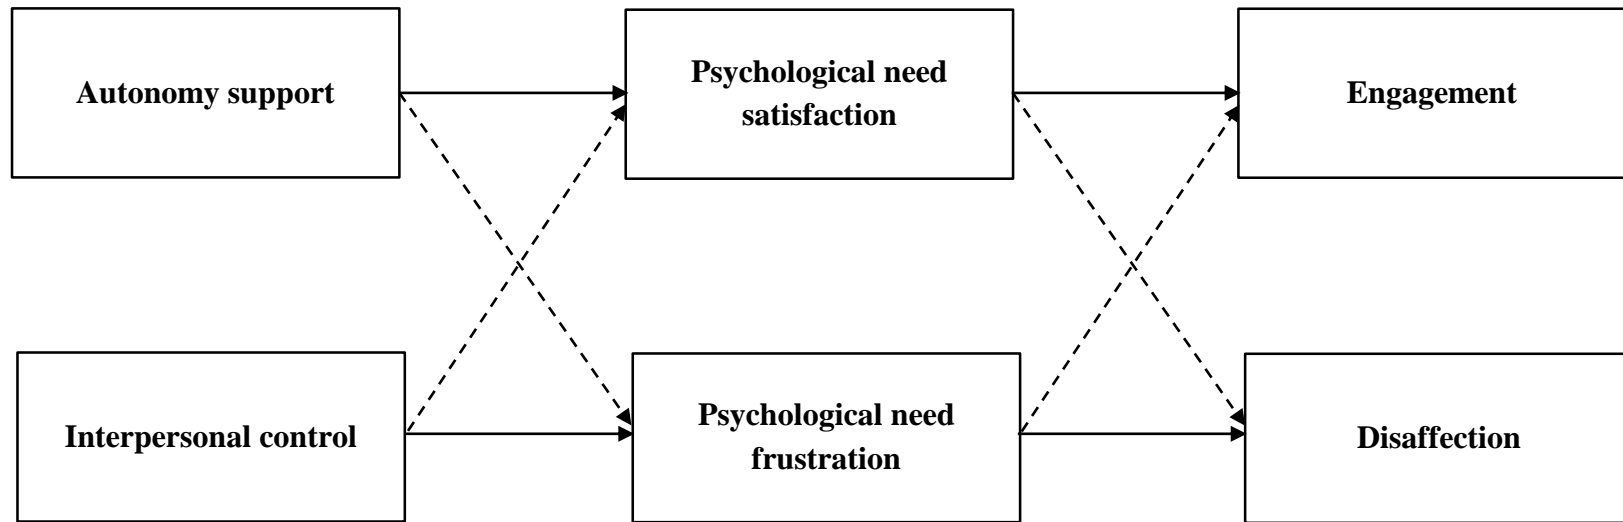 Autonomy support
Psychological need
satisfaction
Engagement
Interpersonal control
Psychological need
frustration
Disaffection